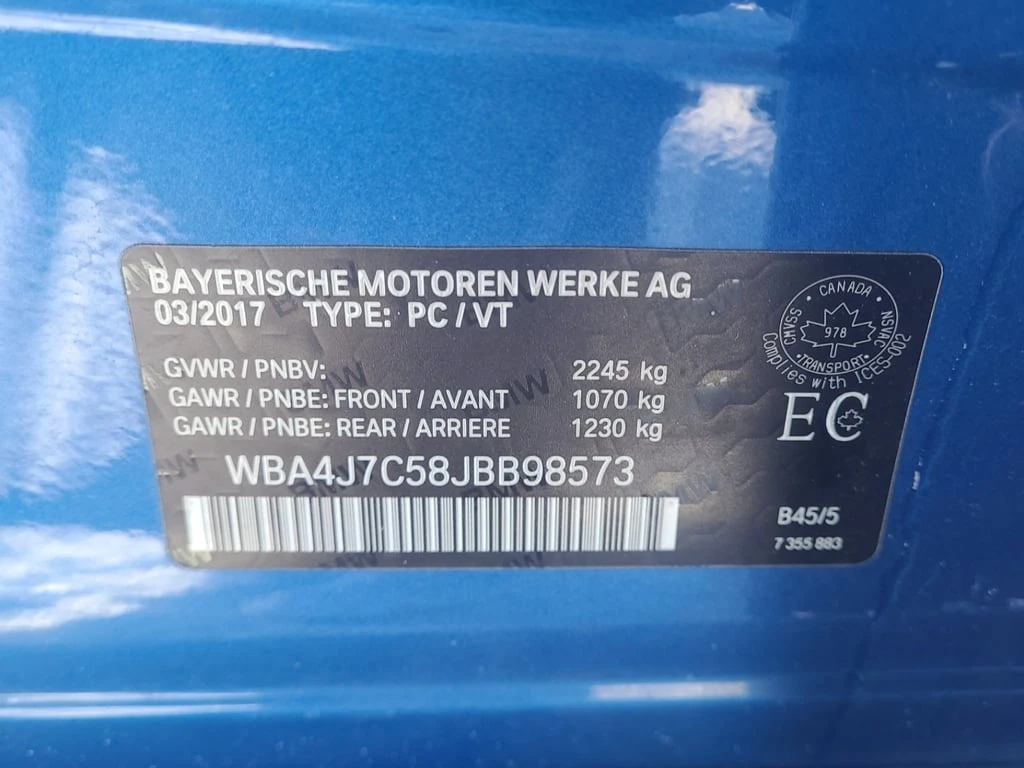 BAYERISCHE MOTOREN WERKE AG
03/2017 TYPE: PC / VT
GVWR / PNBV: 2245 kg
GAWR / PNBE: FRONT / AVANT 1070 kg
GAWR / PNBE: REAR / ARRIERE 1230 kg
WBA4J7C58JBB98573
CANADA
CMVSS 978 NSVAC
TRANSPORT
Complies with ICES-002
EC
B45/5
7 355 883